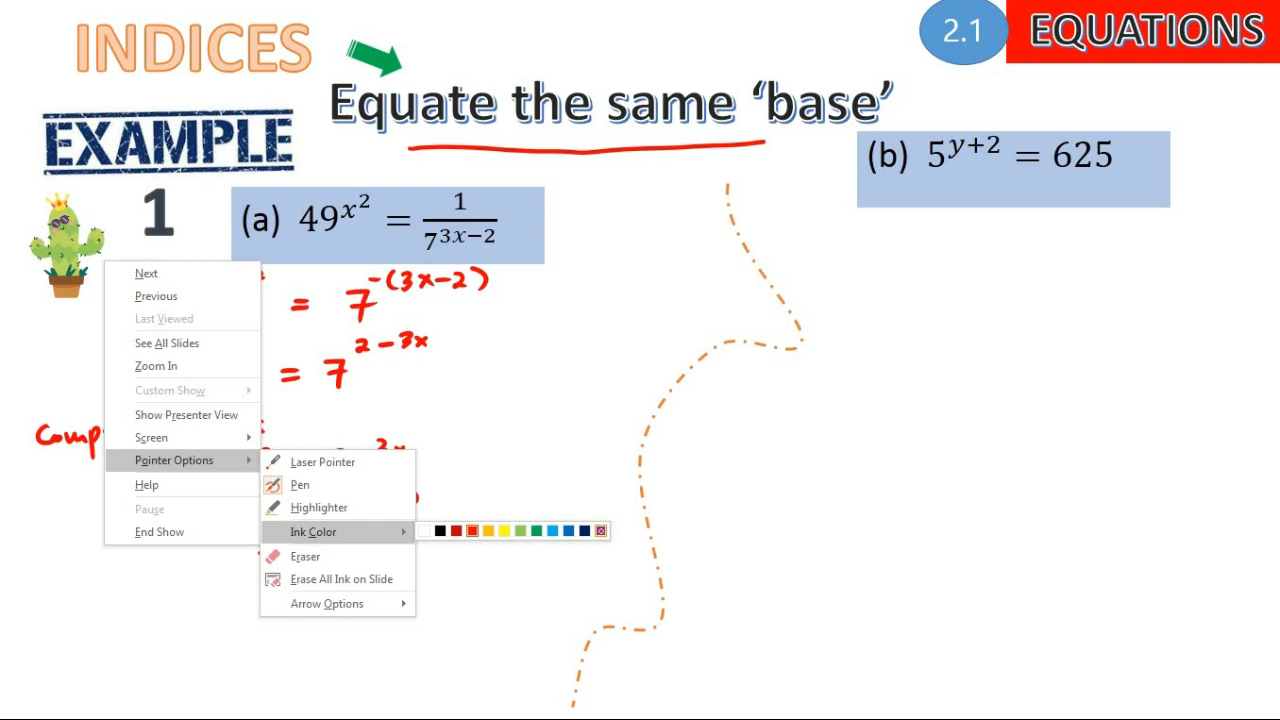 INDICES
2.1
EQUATIONS
Equate the same ‘base’
EXAMPLE
1
(a) 49^{x^2} = \frac{1}{7^{3x−2}}
(b) 5^{y+2} = 625
= 7^{-(3x-2)}
= 7^{2-3x}
Comp
3x
Next
Previous
Last Viewed
See All Slides
Zoom In
Custom Show
Show Presenter View
Screen
Pointer Options
Help
Pause
End Show
Laser Pointer
Pen
Highlighter
Ink Color
Eraser
Erase All Ink on Slide
Arrow Options